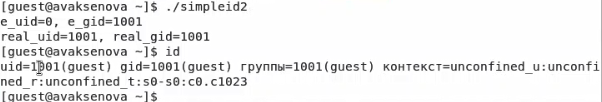 [guest@avaksenova ~]$ ./simpleid2
e_uid=0, e_gid=1001
real_uid=1001, real_gid=1001
[guest@avaksenova ~]$ id
uid=1001(guest) gid=1001(guest) группы=1001(guest) контекст=unconfined_u:unconfi
ned_r:unconfined_t:s0-s0:c0.c1023
[guest@avaksenova ~]$